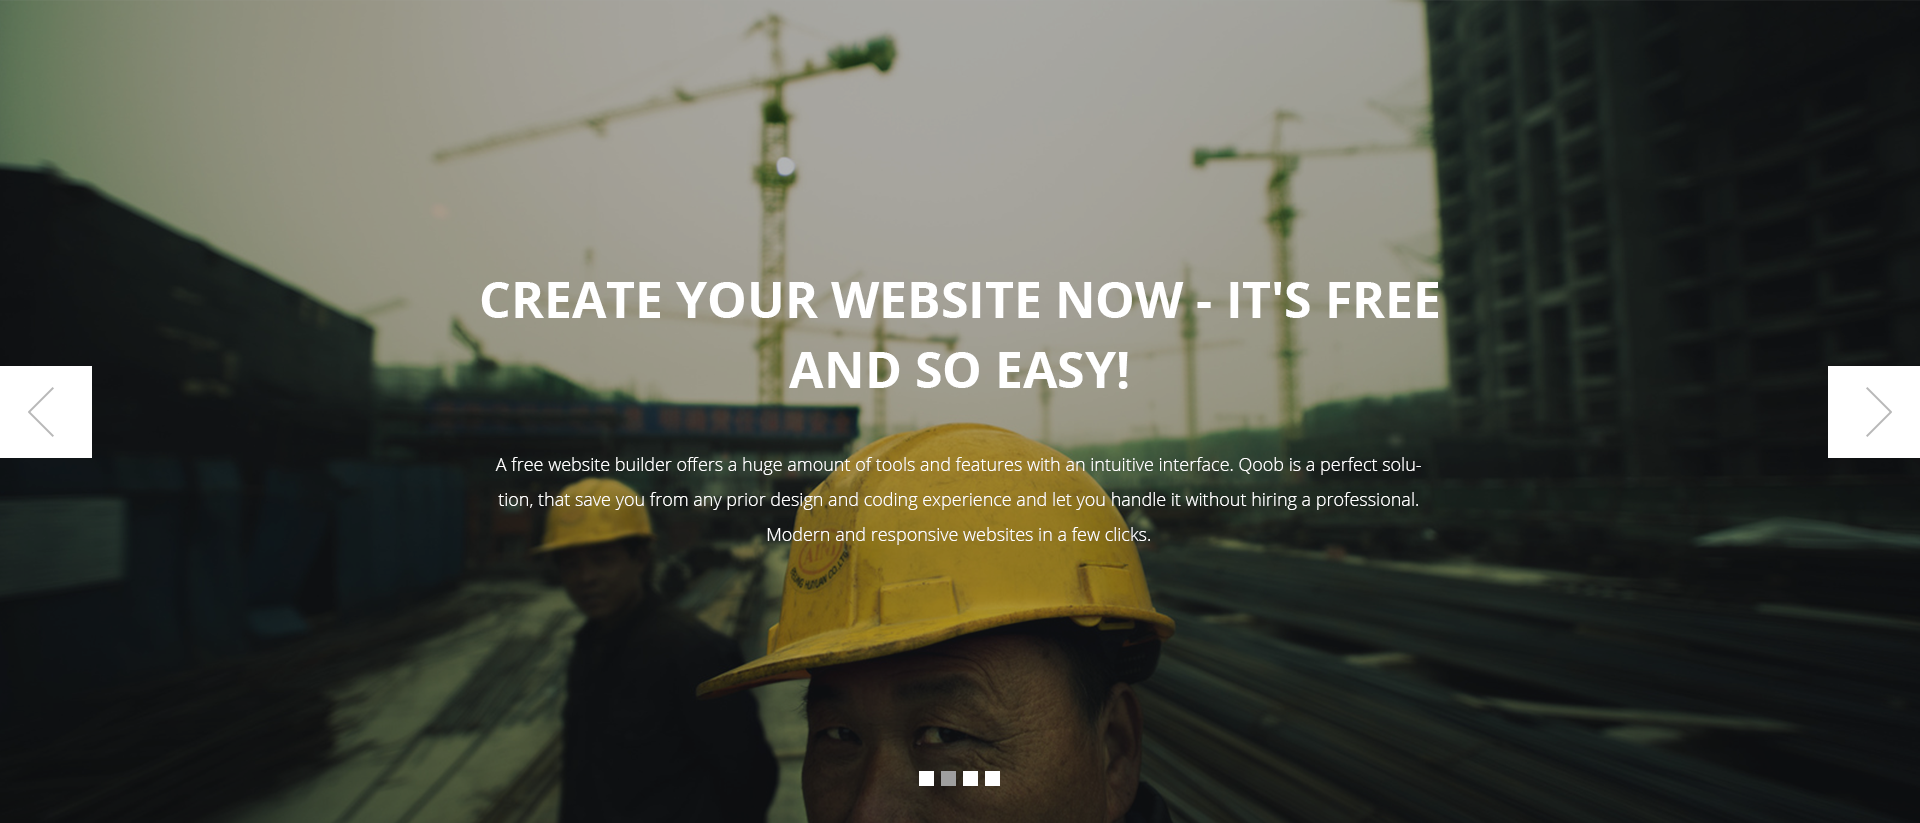 CREATE YOUR WEBSITE NOW - IT'S FREE
AND SO EASY!
A free website builder offers a huge amount of tools and features with an intuitive interface. Qoob is a perfect solu-
tion, that save you from any prior design and coding experience and let you handle it without hiring a professional.
Modern and responsive websites in a few clicks.